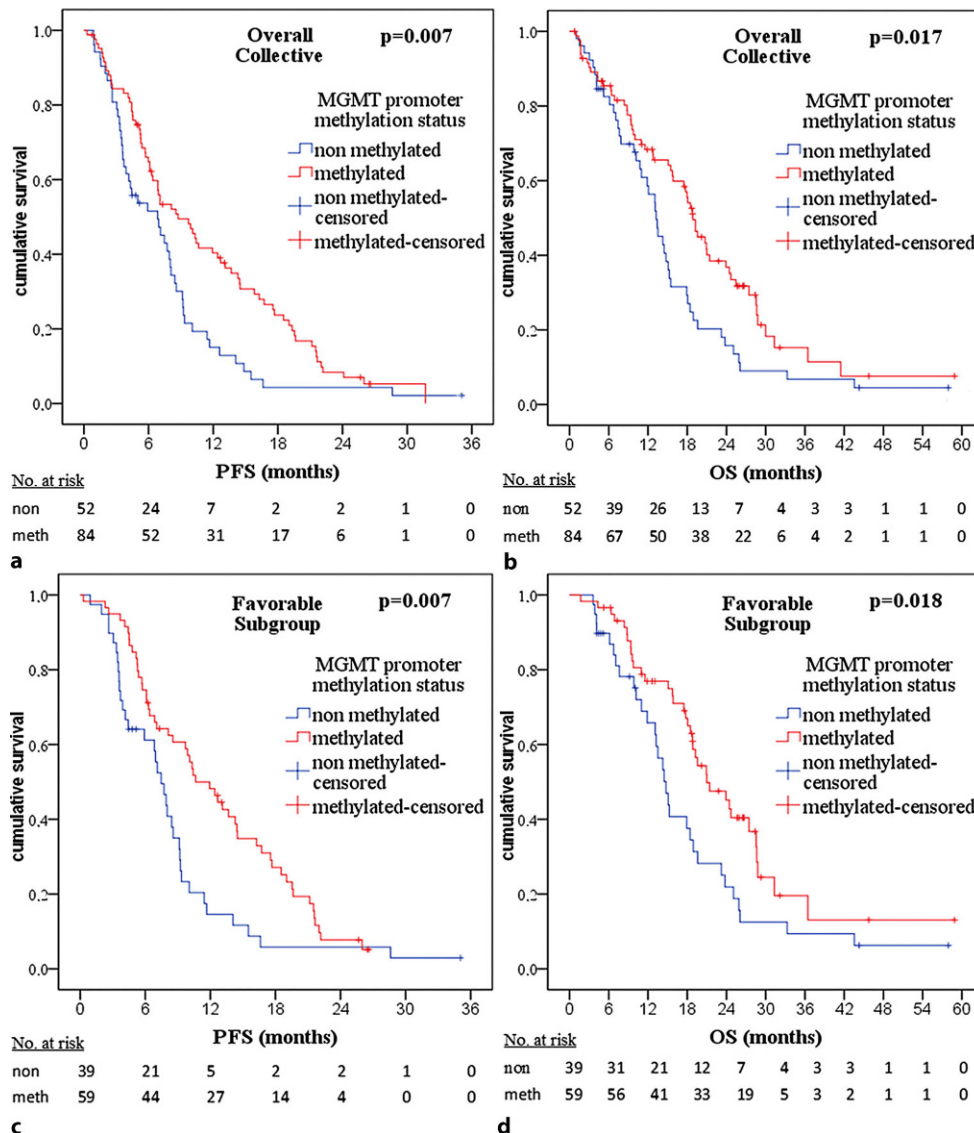 Overall
Collective
p=0.007
MGMT promoter
methylation status
non methylated
methylated
non methylated-
censored
methylated-censored
cumulative survival
1.0
0.8
0.6
0.4
0.2
0.0
0 6 12 18 24 30 36
PFS (months)
No. at risk
non 52 24 7 2 2 1 0
meth 84 52 31 17 6 1 0
a
Overall
Collective
p=0.017
MGMT promoter
methylation status
non methylated
methylated
non methylated-
censored
methylated-censored
cumulative survival
1.0
0.8
0.6
0.4
0.2
0.0
0 6 12 18 24 30 36 42 48 54 60
OS (months)
No. at risk
non 52 39 26 13 7 4 3 3 1 1 0
meth 84 67 50 38 22 6 4 2 1 1 0
b
Favorable
Subgroup
p=0.007
MGMT promoter
methylation status
non methylated
methylated
non methylated-
censored
methylated-censored
cumulative survival
1.0
0.8
0.6
0.4
0.2
0.0
0 6 12 18 24 30 36
PFS (months)
No. at risk
non 39 21 5 2 2 1 0
meth 59 44 27 14 4 0 0
c
Favorable
Subgroup
p=0.018
MGMT promoter
methylation status
non methylated
methylated
non methylated-
censored
methylated-censored
cumulative survival
1.0
0.8
0.6
0.4
0.2
0.0
0 6 12 18 24 30 36 42 48 54 60
OS (months)
No. at risk
non 39 31 21 12 7 4 3 3 1 1 0
meth 59 56 41 33 19 5 3 2 1 1 0
d